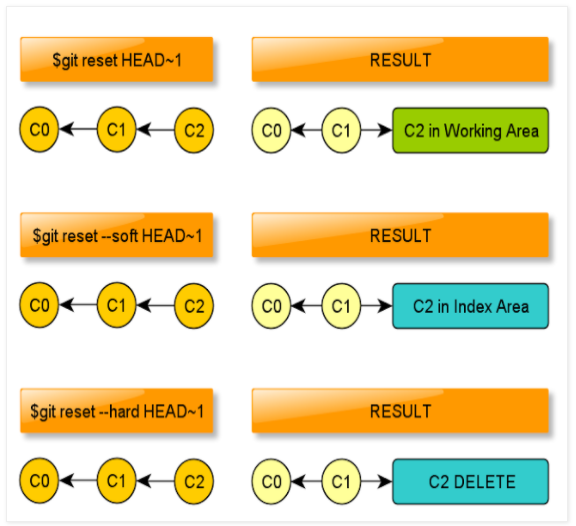 $git reset HEAD~1
RESULT
C0 C1 C2
C0 C1 C2 in Working Area
$git reset --soft HEAD~1
RESULT
C0 C1 C2
C0 C1 C2 in Index Area
$git reset --hard HEAD~1
RESULT
C0 C1 C2
C0 C1 C2 DELETE